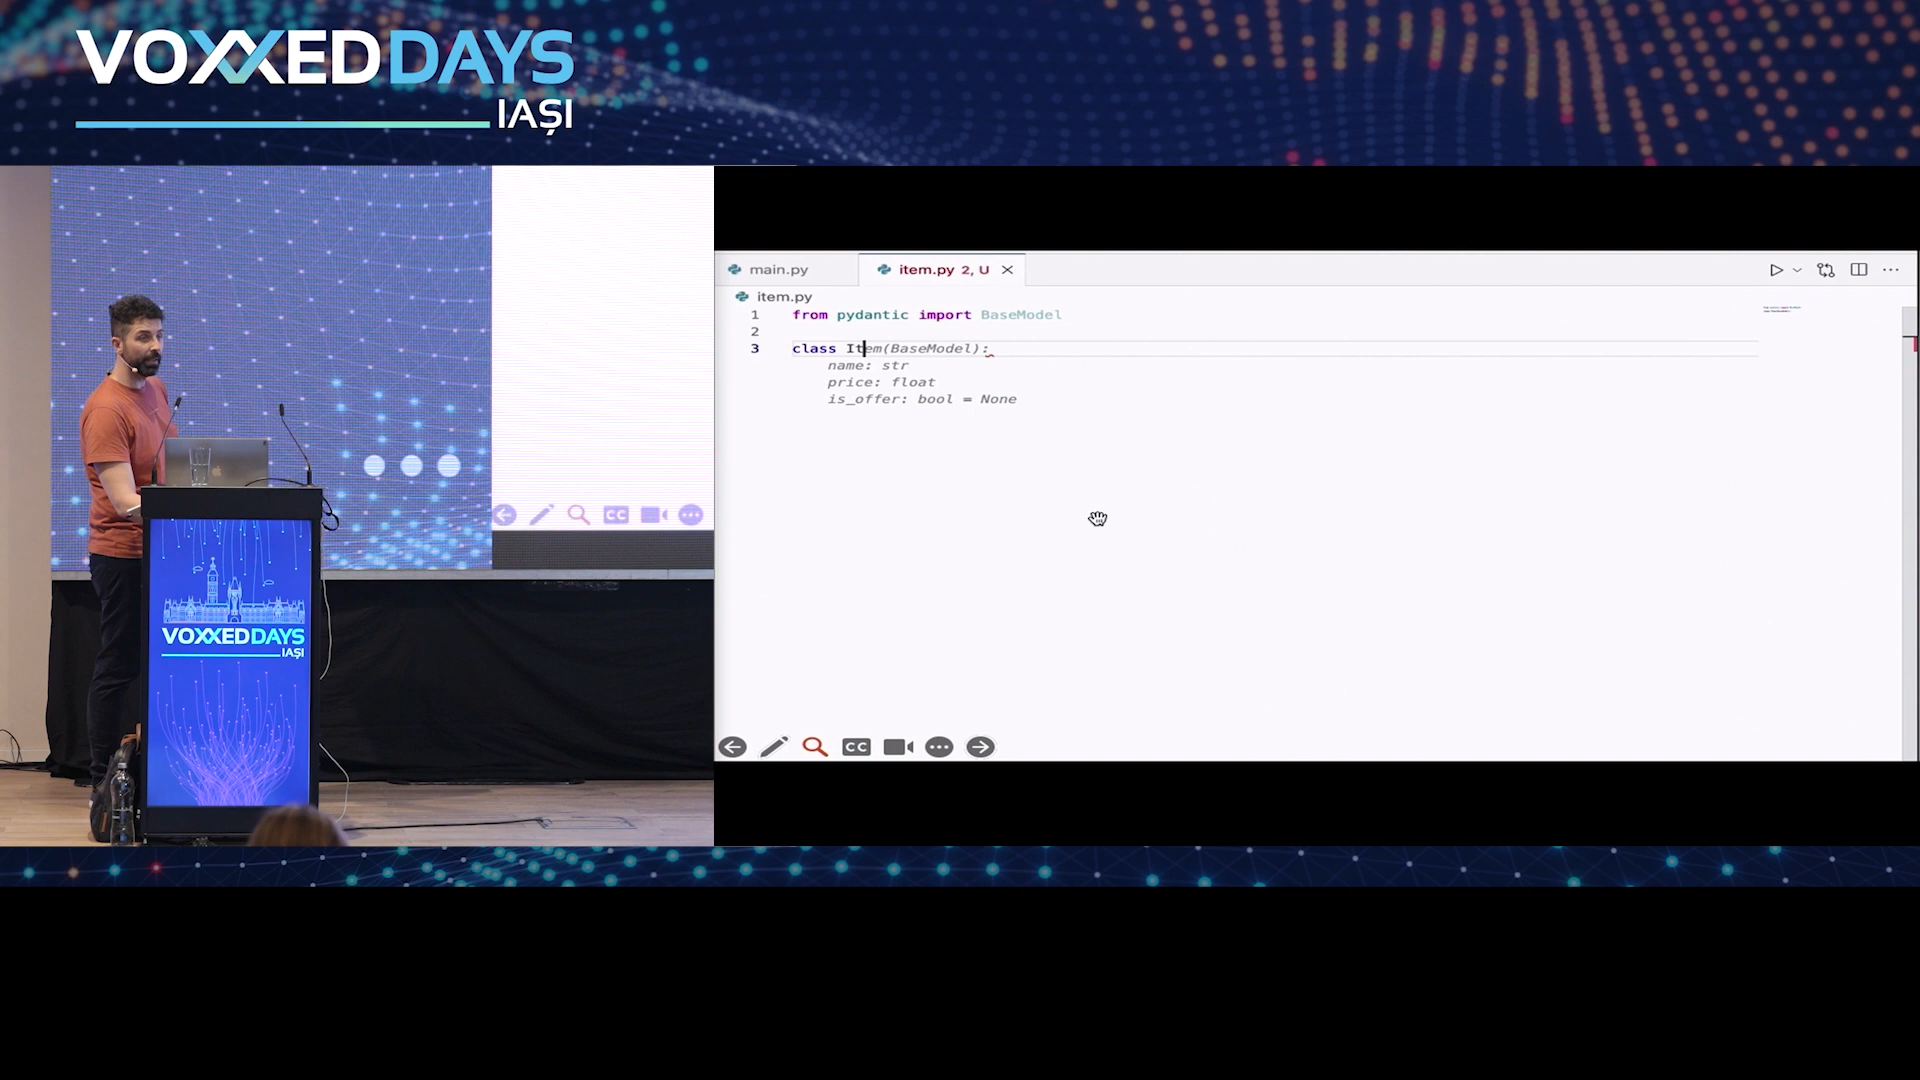 VOXXEDDAYS
IAȘI
main.py
item.py 2, U
item.py
1 from pydantic import BaseModel
2
3 class Item(BaseModel):
name: str
price: float
is_offer: bool = None
CC
CC
VOXXEDDAYS
IAȘI